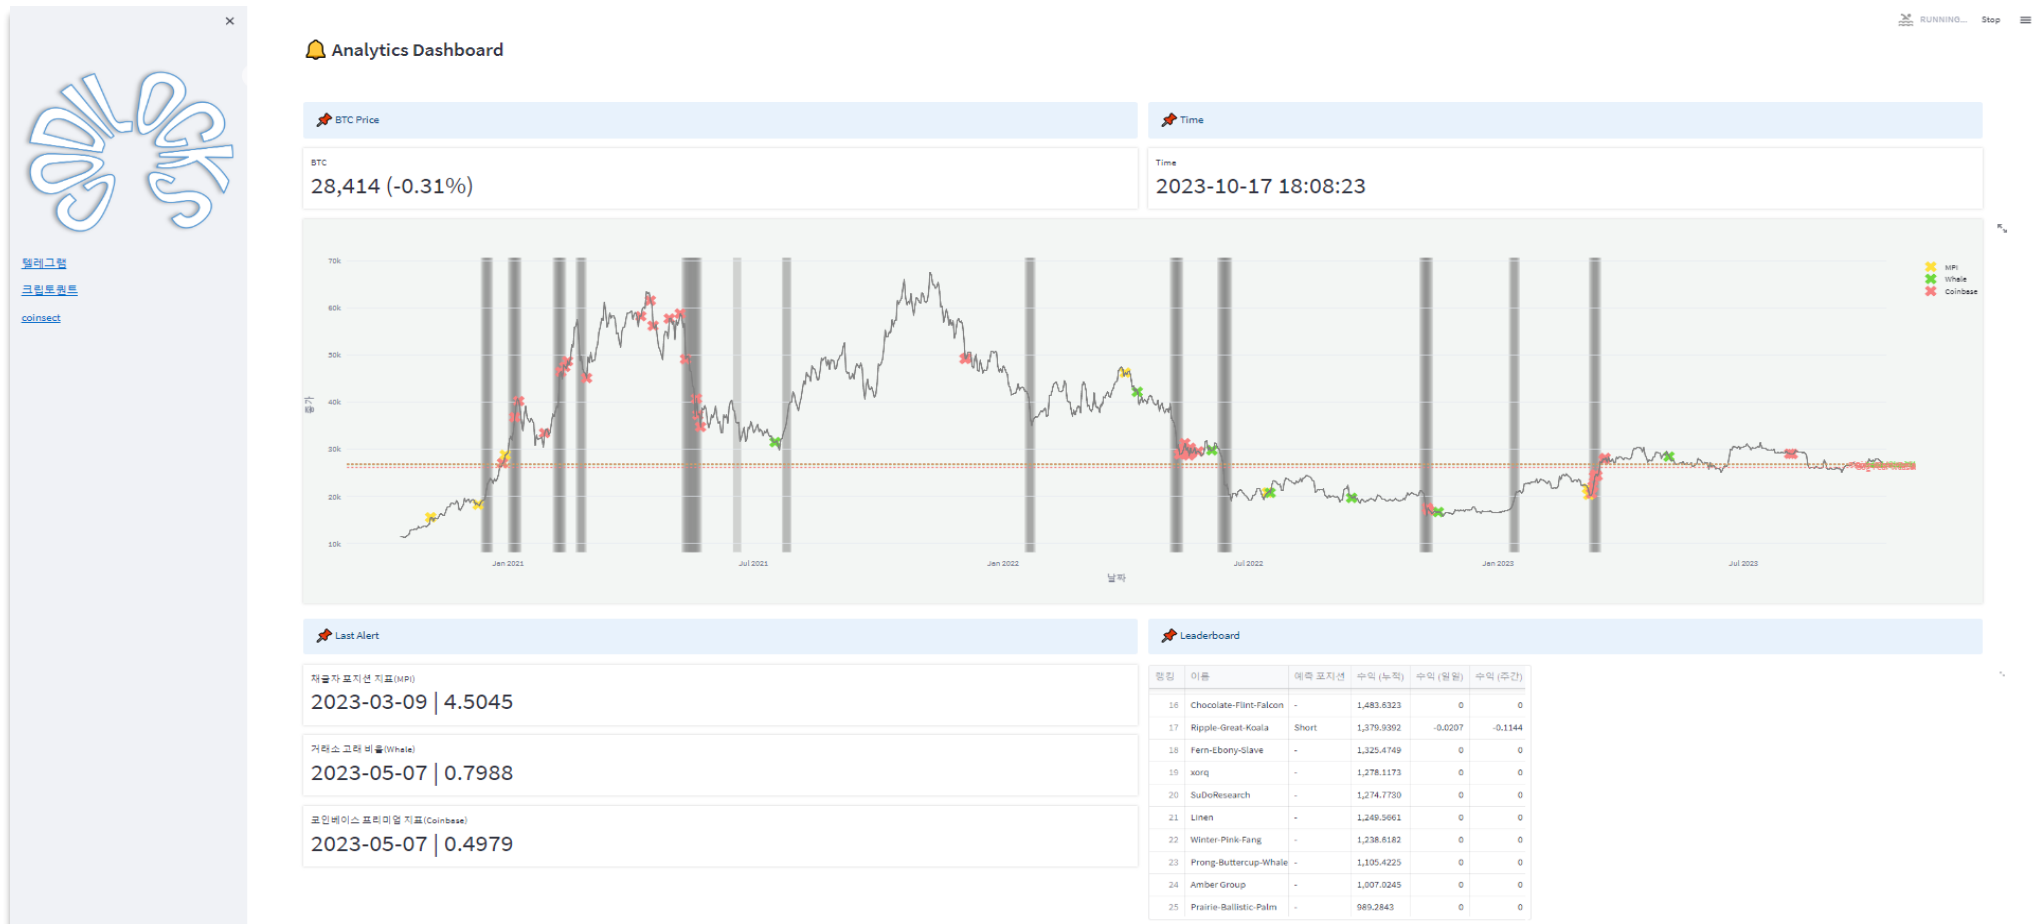 GODILOCKS
텔레그램
크립토퀀트
coinsect
RUNNING... Stop
Analytics Dashboard
BTC Price
Time
BTC
28,414 (-0.31%)
Time
2023-10-17 18:08:23
MPI
Whale
Coinbase
종가
70k
60k
50k
40k
30k
20k
10k
Jan 2021 Jul 2021 Jan 2022 Jul 2022 Jan 2023 Jul 2023
날짜
Last Alert
채굴자 포지션 지표(MPI)
2023-03-09 | 4.5045
거래소 고래 비율(Whale)
2023-05-07 | 0.7988
코인베이스 프리미엄 지표(Coinbase)
2023-05-07 | 0.4979
Leaderboard
랭킹 이름 예측 포지션 수익 (누적) 수익 (일일) 수익 (주간)
16 Chocolate-Flint-Falcon - 1,483.6323 0 0
17 Ripple-Great-Koala Short 1,379.9392 -0.0207 -0.1144
18 Fern-Ebony-Slave - 1,325.4749 0 0
19 xorq - 1,278.1173 0 0
20 SuDoResearch - 1,274.7730 0 0
21 Linen - 1,249.5661 0 0
22 Winter-Pink-Fang - 1,238.6182 0 0
23 Prong-Buttercup-Whale - 1,105.4225 0 0
24 Amber Group - 1,007.0245 0 0
25 Prairie-Ballistic-Palm - 989.2843 0 0